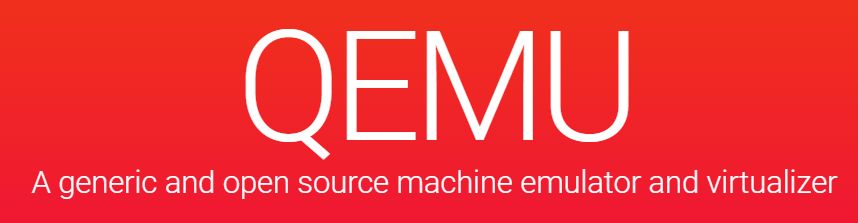 QEMU
A generic and open source machine emulator and virtualizer